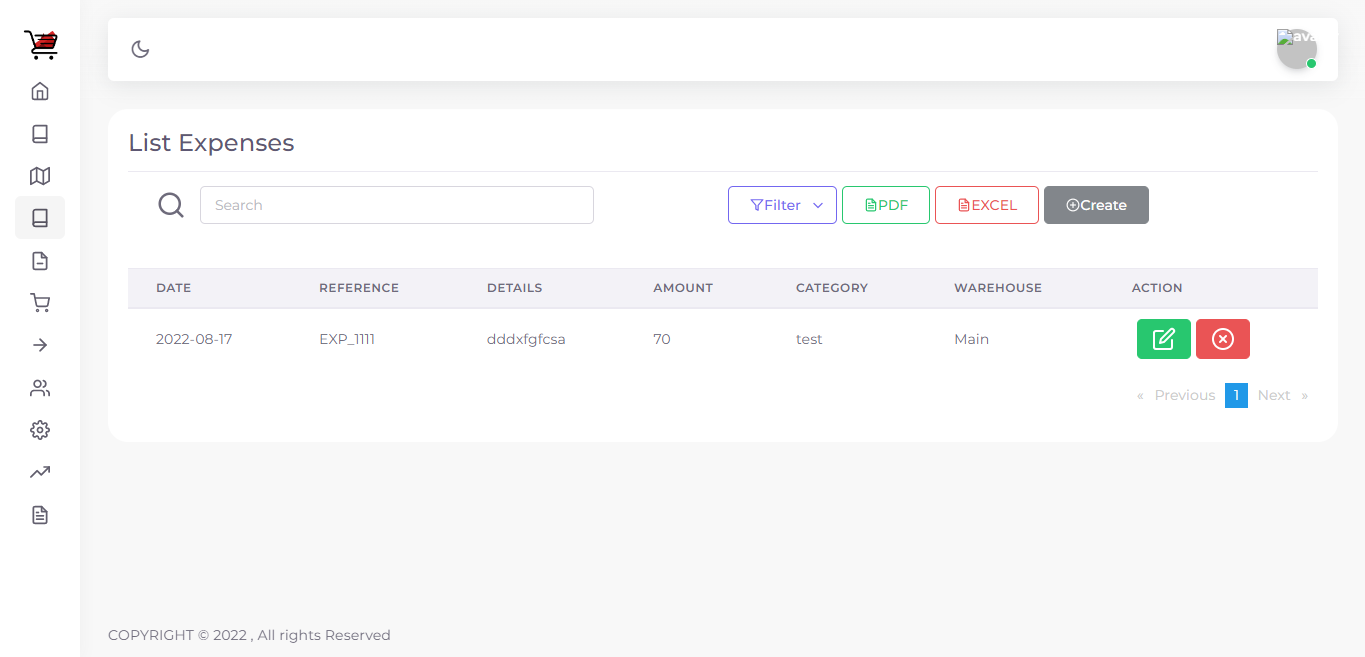 ava
List Expenses
Search
Filter PDF EXCEL Create
DATE REFERENCE DETAILS AMOUNT CATEGORY WAREHOUSE ACTION
2022-08-17 EXP_1111 dddxfgfcsa 70 test Main
« Previous 1 Next »
COPYRIGHT © 2022 , All rights Reserved